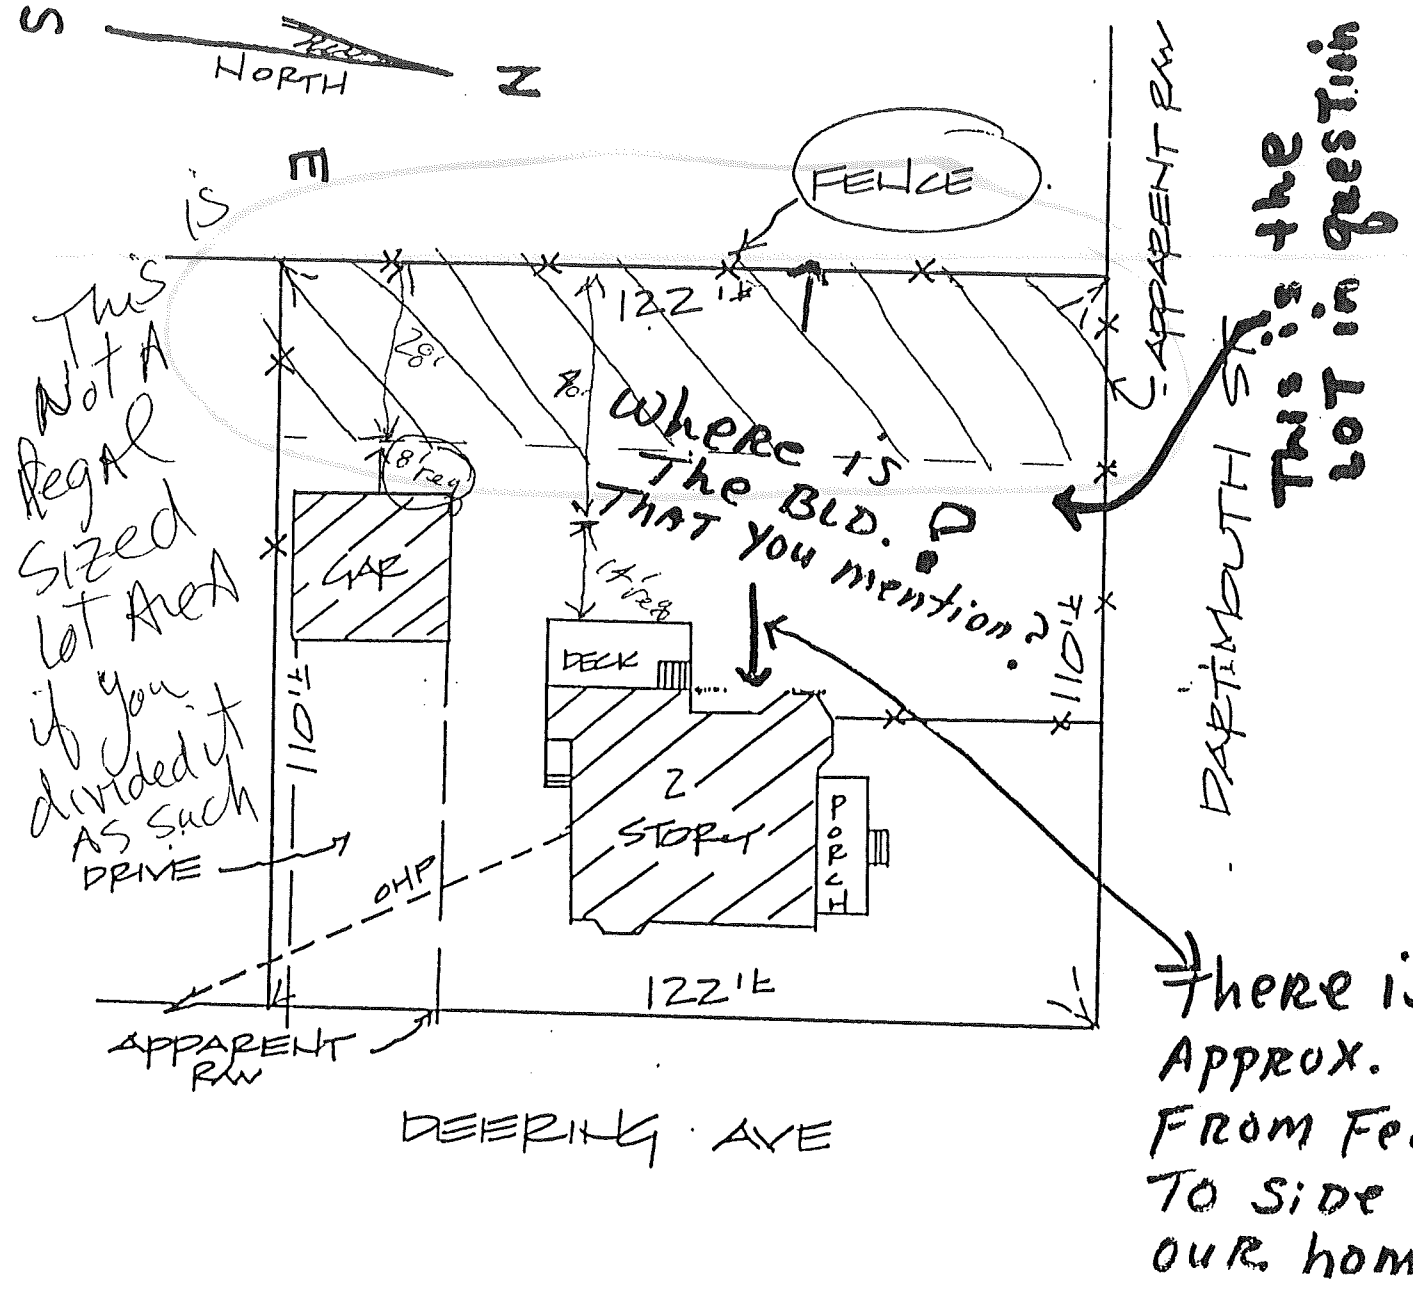 S
NORTH
N
E
FENCE
APPARENT R/W
This is the
LOT in quesTion
This is
Not A
Regal
Sized
Lot Area
if you
divided it
AS such
122'±
28'
8' req
Where is
The BLD.
THAT you mention?
?
GAR
14' req
DECK
110'±
110'±
DARTMOUTH ST.
2
STORY
PORCH
DRIVE
OHP
122'±
APPARENT
R/W
DEERING AVE
There is
Approx.
FROM Fe
To SiDe
OUR hom